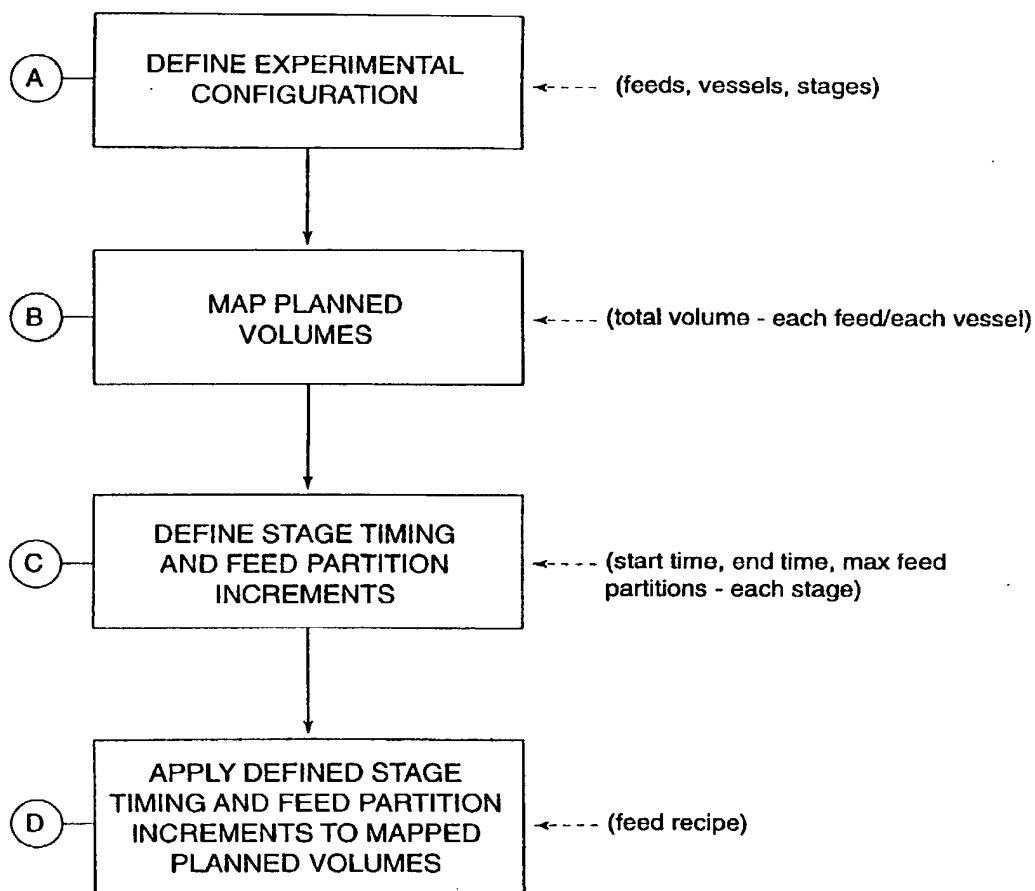 A
DEFINE EXPERIMENTAL
CONFIGURATION
(feeds, vessels, stages)
B
MAP PLANNED
VOLUMES
(total volume - each feed/each vessel)
C
DEFINE STAGE TIMING
AND FEED PARTITION
INCREMENTS
(start time, end time, max feed
partitions - each stage)
D
APPLY DEFINED STAGE
TIMING AND FEED PARTITION
INCREMENTS TO MAPPED
PLANNED VOLUMES
(feed recipe)